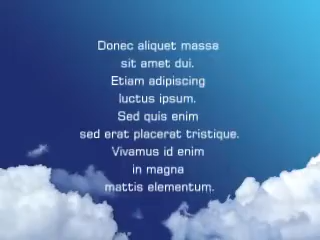 Donec aliquet massa
sit amet dui.
Etiam adipiscing
luctus ipsum.
Sed quis enim
sed erat placerat tristique.
Vivamus id enim
in magna
mattis elementum.